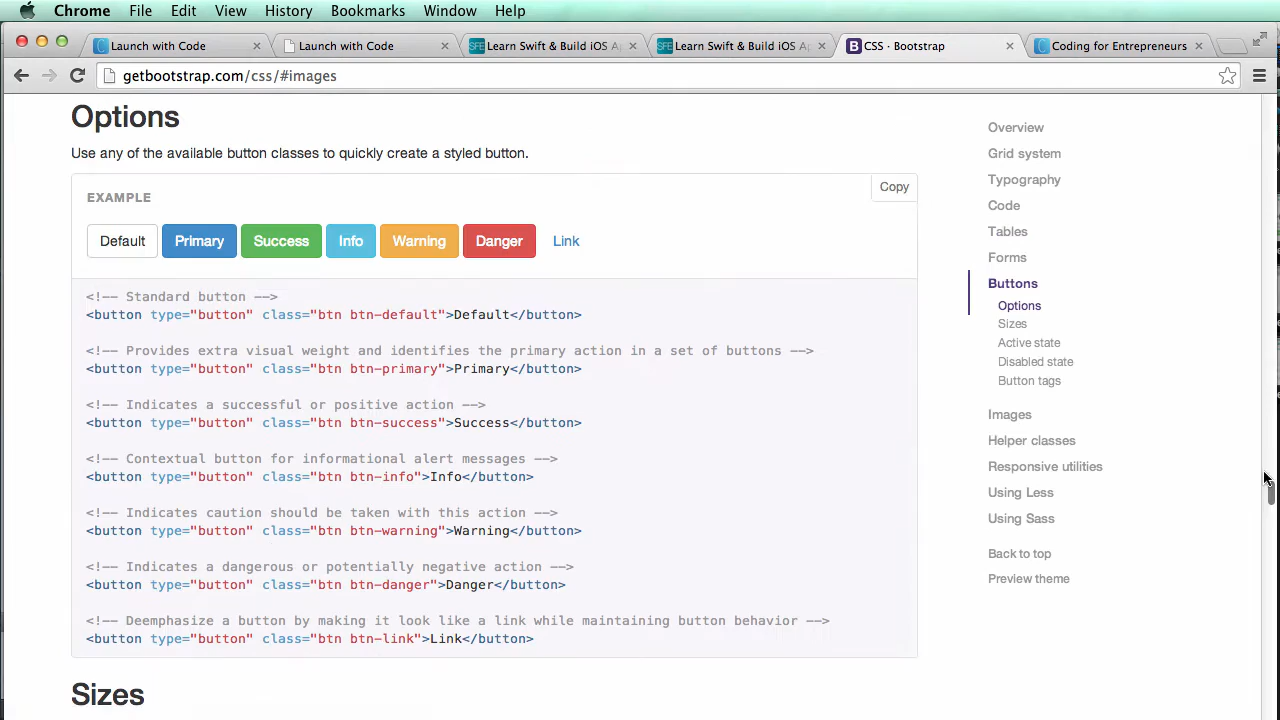 Chrome File Edit View History Bookmarks Window Help
Launch with Code
Launch with Code
Learn Swift & Build iOS A
Learn Swift & Build iOS A
CSS · Bootstrap
Coding for Entrepreneurs
getbootstrap.com/css/#images
Options
Use any of the available button classes to quickly create a styled button.
EXAMPLE
Copy
Default Primary Success Info Warning Danger Link
<!-- Standard button -->
<button type="button" class="btn btn-default">Default</button>
<!-- Provides extra visual weight and identifies the primary action in a set of buttons -->
<button type="button" class="btn btn-primary">Primary</button>
<!-- Indicates a successful or positive action -->
<button type="button" class="btn btn-success">Success</button>
<!-- Contextual button for informational alert messages -->
<button type="button" class="btn btn-info">Info</button>
<!-- Indicates caution should be taken with this action -->
<button type="button" class="btn btn-warning">Warning</button>
<!-- Indicates a dangerous or potentially negative action -->
<button type="button" class="btn btn-danger">Danger</button>
<!-- Deemphasize a button by making it look like a link while maintaining button behavior -->
<button type="button" class="btn btn-link">Link</button>
Sizes
Overview
Grid system
Typography
Code
Tables
Forms
Buttons
Options
Sizes
Active state
Disabled state
Button tags
Images
Helper classes
Responsive utilities
Using Less
Using Sass
Back to top
Preview theme